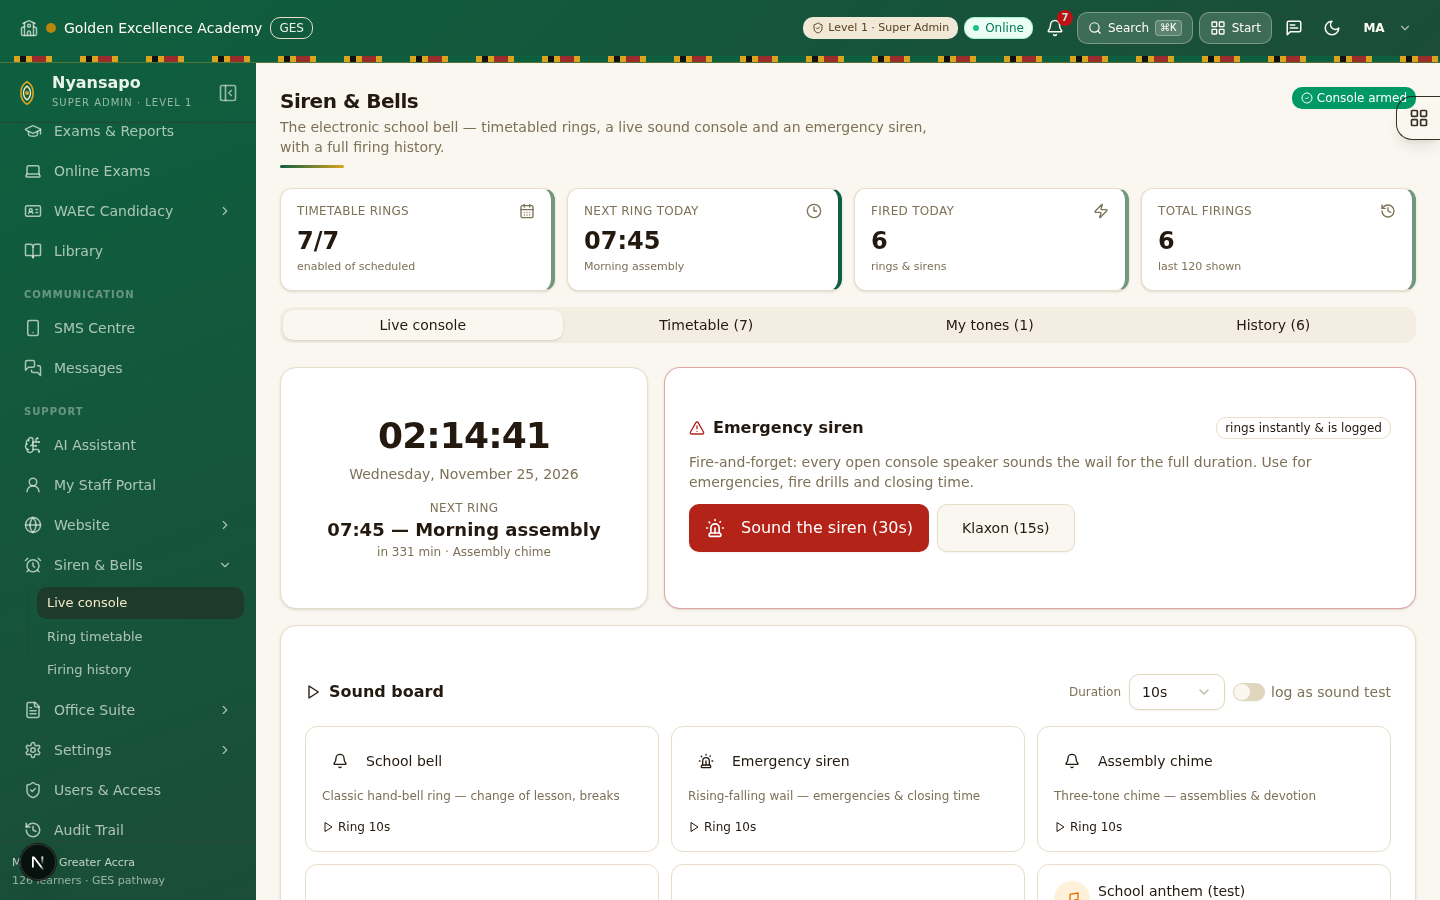 Golden Excellence Academy GES
Level 1 · Super Admin
Online
7
Search ⌘K
Start
MA
Nyansapo
SUPER ADMIN · LEVEL 1
Exams & Reports
Online Exams
WAEC Candidacy
Library
COMMUNICATION
SMS Centre
Messages
SUPPORT
AI Assistant
My Staff Portal
Website
Siren & Bells
Live console
Ring timetable
Firing history
Office Suite
Settings
Users & Access
Audit Trail
Greater Accra
126 learners · GES pathway
Siren & Bells
Console armed
The electronic school bell — timetabled rings, a live sound console and an emergency siren,
with a full firing history.
TIMETABLE RINGS
7/7
enabled of scheduled
NEXT RING TODAY
07:45
Morning assembly
FIRED TODAY
6
rings & sirens
TOTAL FIRINGS
6
last 120 shown
Live console
Timetable (7)
My tones (1)
History (6)
02:14:41
Wednesday, November 25, 2026
NEXT RING
07:45 — Morning assembly
in 331 min · Assembly chime
Emergency siren
rings instantly & is logged
Fire-and-forget: every open console speaker sounds the wail for the full duration. Use for
emergencies, fire drills and closing time.
Sound the siren (30s)
Klaxon (15s)
Sound board
Duration 10s
log as sound test
School bell
Classic hand-bell ring — change of lesson, breaks
Ring 10s
Emergency siren
Rising-falling wail — emergencies & closing time
Ring 10s
Assembly chime
Three-tone chime — assemblies & devotion
Ring 10s
School anthem (test)